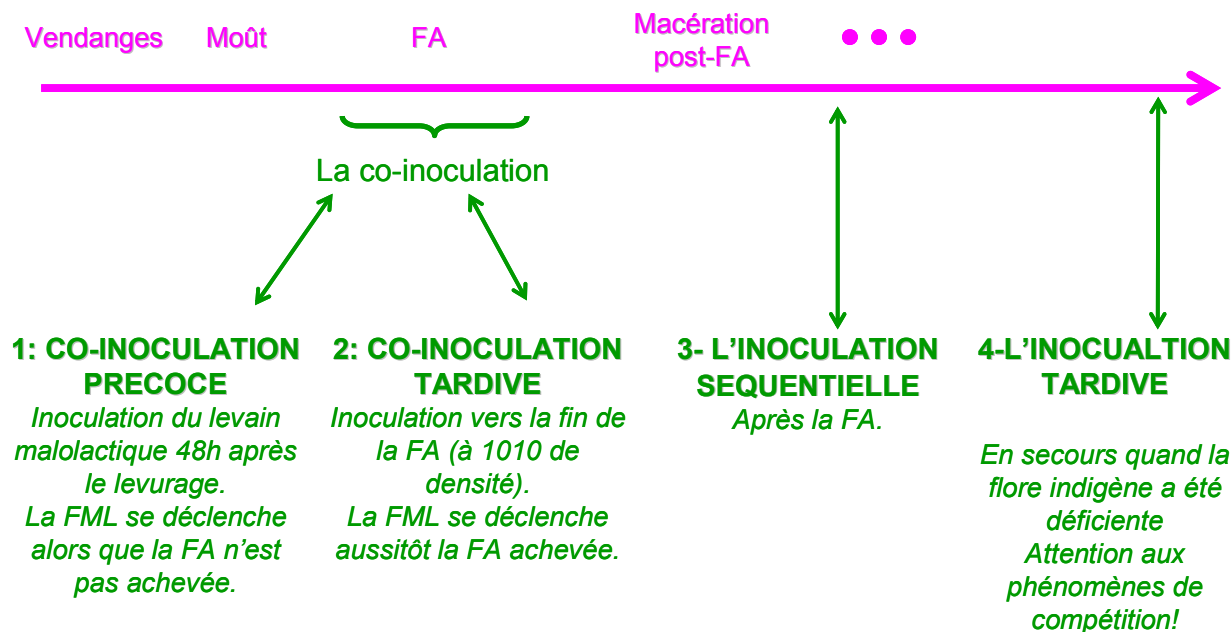 Vendanges
Moût
FA
Macération
post-FA
La co-inoculation
1: CO-INOCULATION
PRECOCE
Inoculation du levain
malolactique 48h après
le levurage.
La FML se déclenche
alors que la FA n’est
pas achevée.
2: CO-INOCULATION
TARDIVE
Inoculation vers la fin de
la FA (à 1010 de
densité).
La FML se déclenche
aussitôt la FA achevée.
3- L’INOCULATION
SEQUENTIELLE
Après la FA.
4-L’INOCUALTION
TARDIVE
En secours quand la
flore indigène a été
déficiente
Attention aux
phénomènes de
compétition!